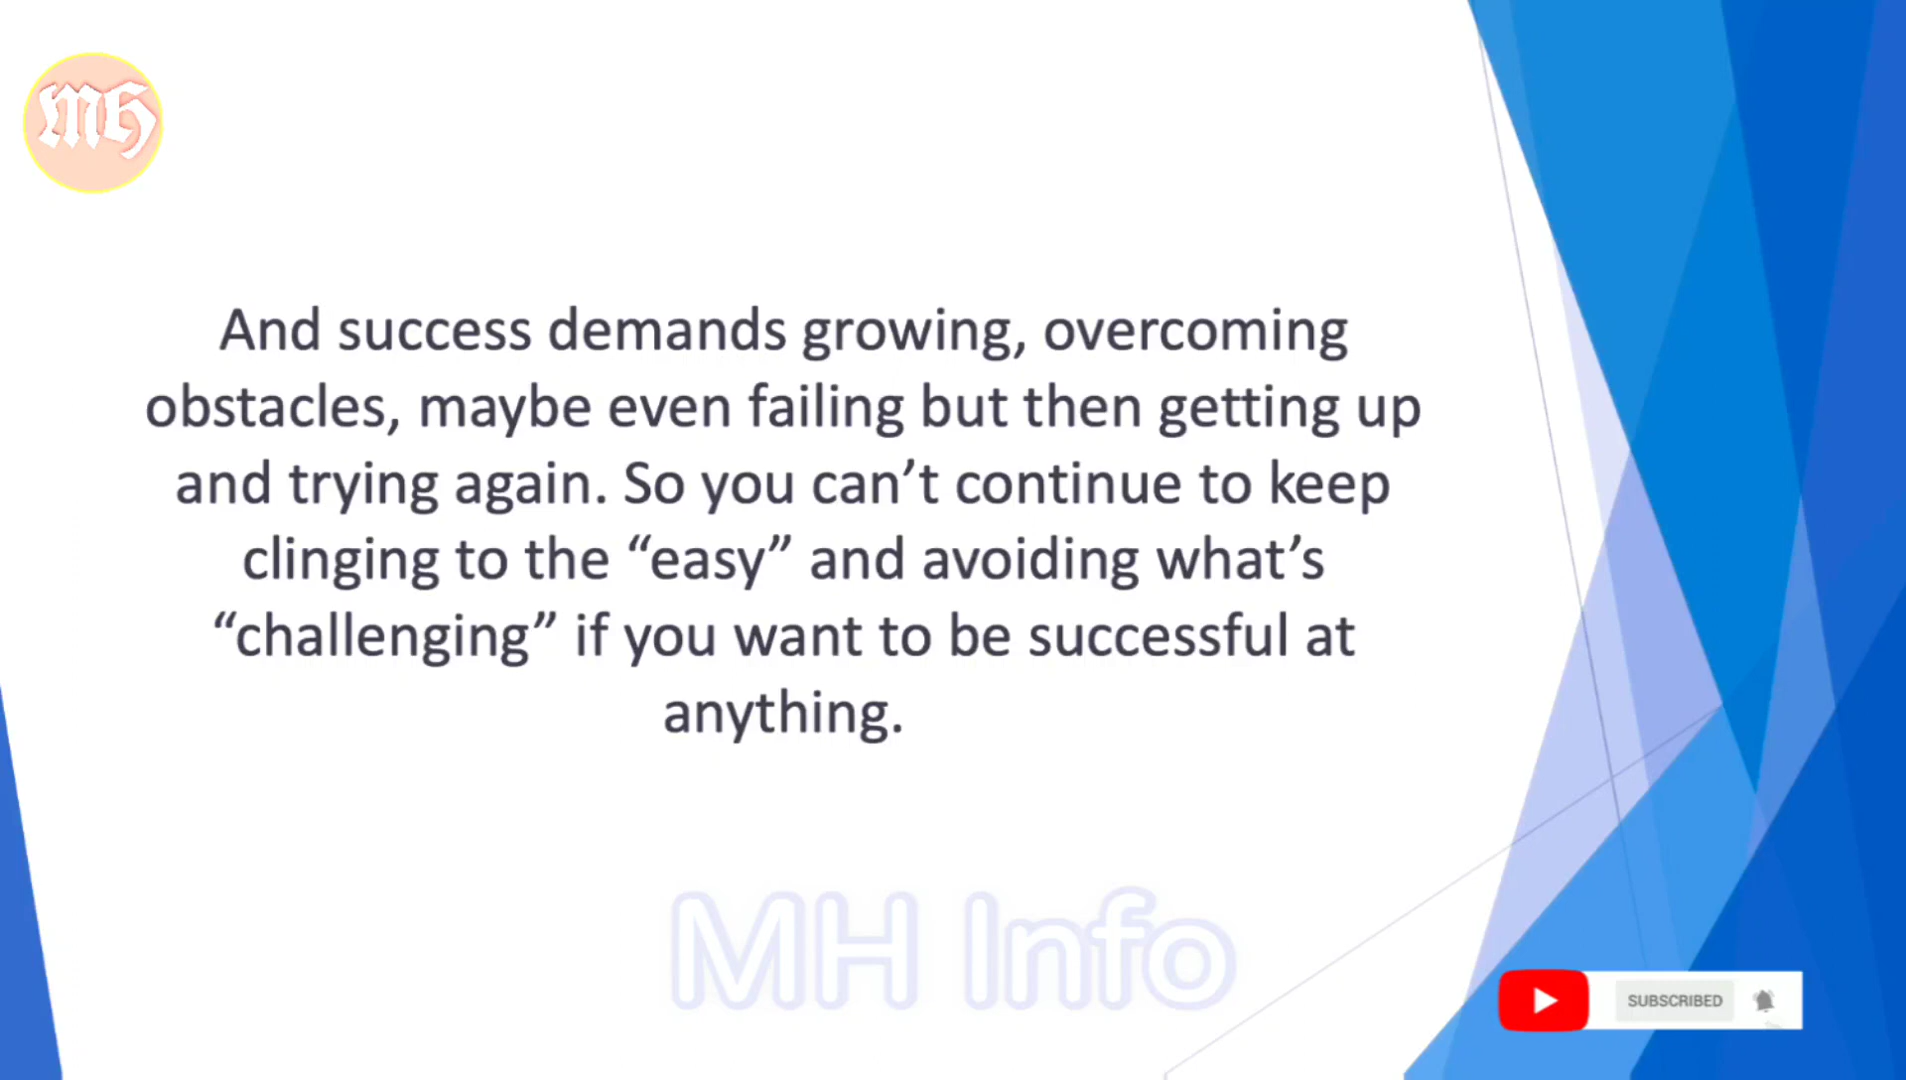 MH
And success demands growing, overcoming
obstacles, maybe even failing but then getting up
and trying again. So you can’t continue to keep
clinging to the “easy” and avoiding what’s
“challenging” if you want to be successful at
anything.
MH Info
SUBSCRIBED